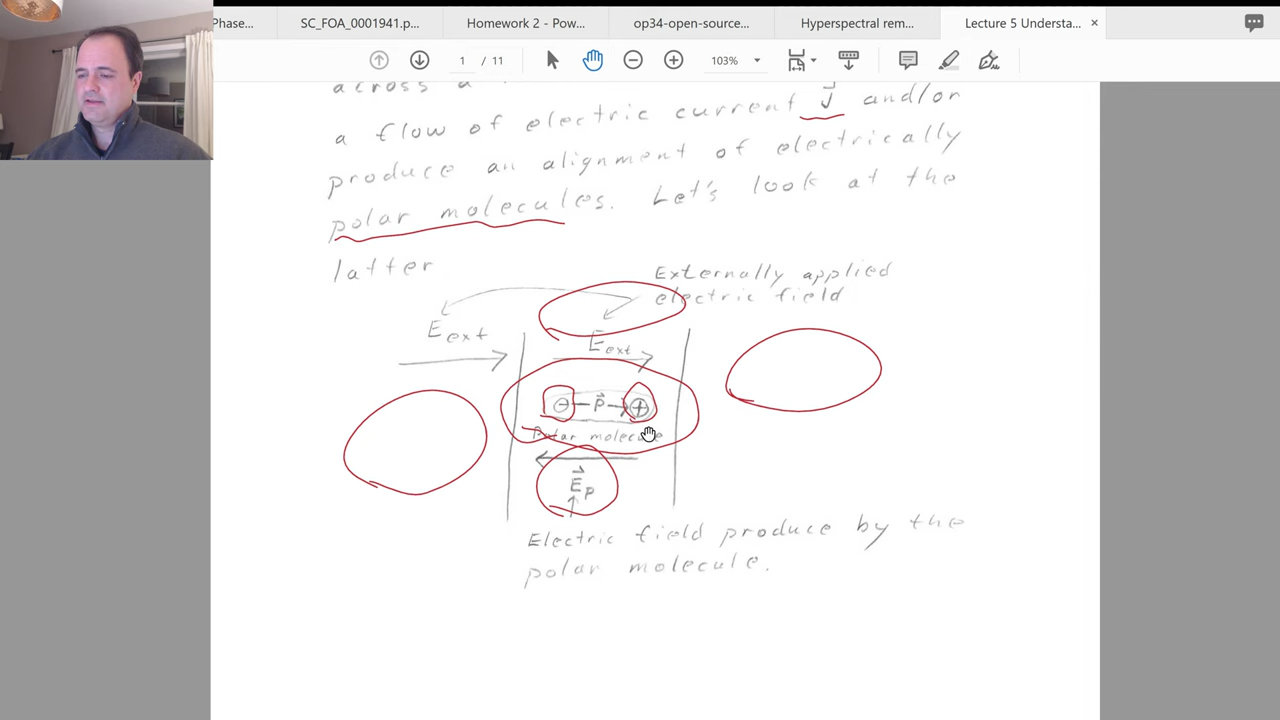 Phase...
SC_FOA_0001941.p...
Homework 2 - Pow...
op34-open-source...
Hyperspectral rem...
Lecture 5 Understa...
1 / 11
103%
across a
a flow of electric current J⃗ and/or
produce an alignment of electrically
polar molecules. Let's look at the
latter
Externally applied
electric field
Eext
Eext
⊖ P⃗ ⊕
Polar molecule
E⃗p
Electric field produce by the
polar molecule.